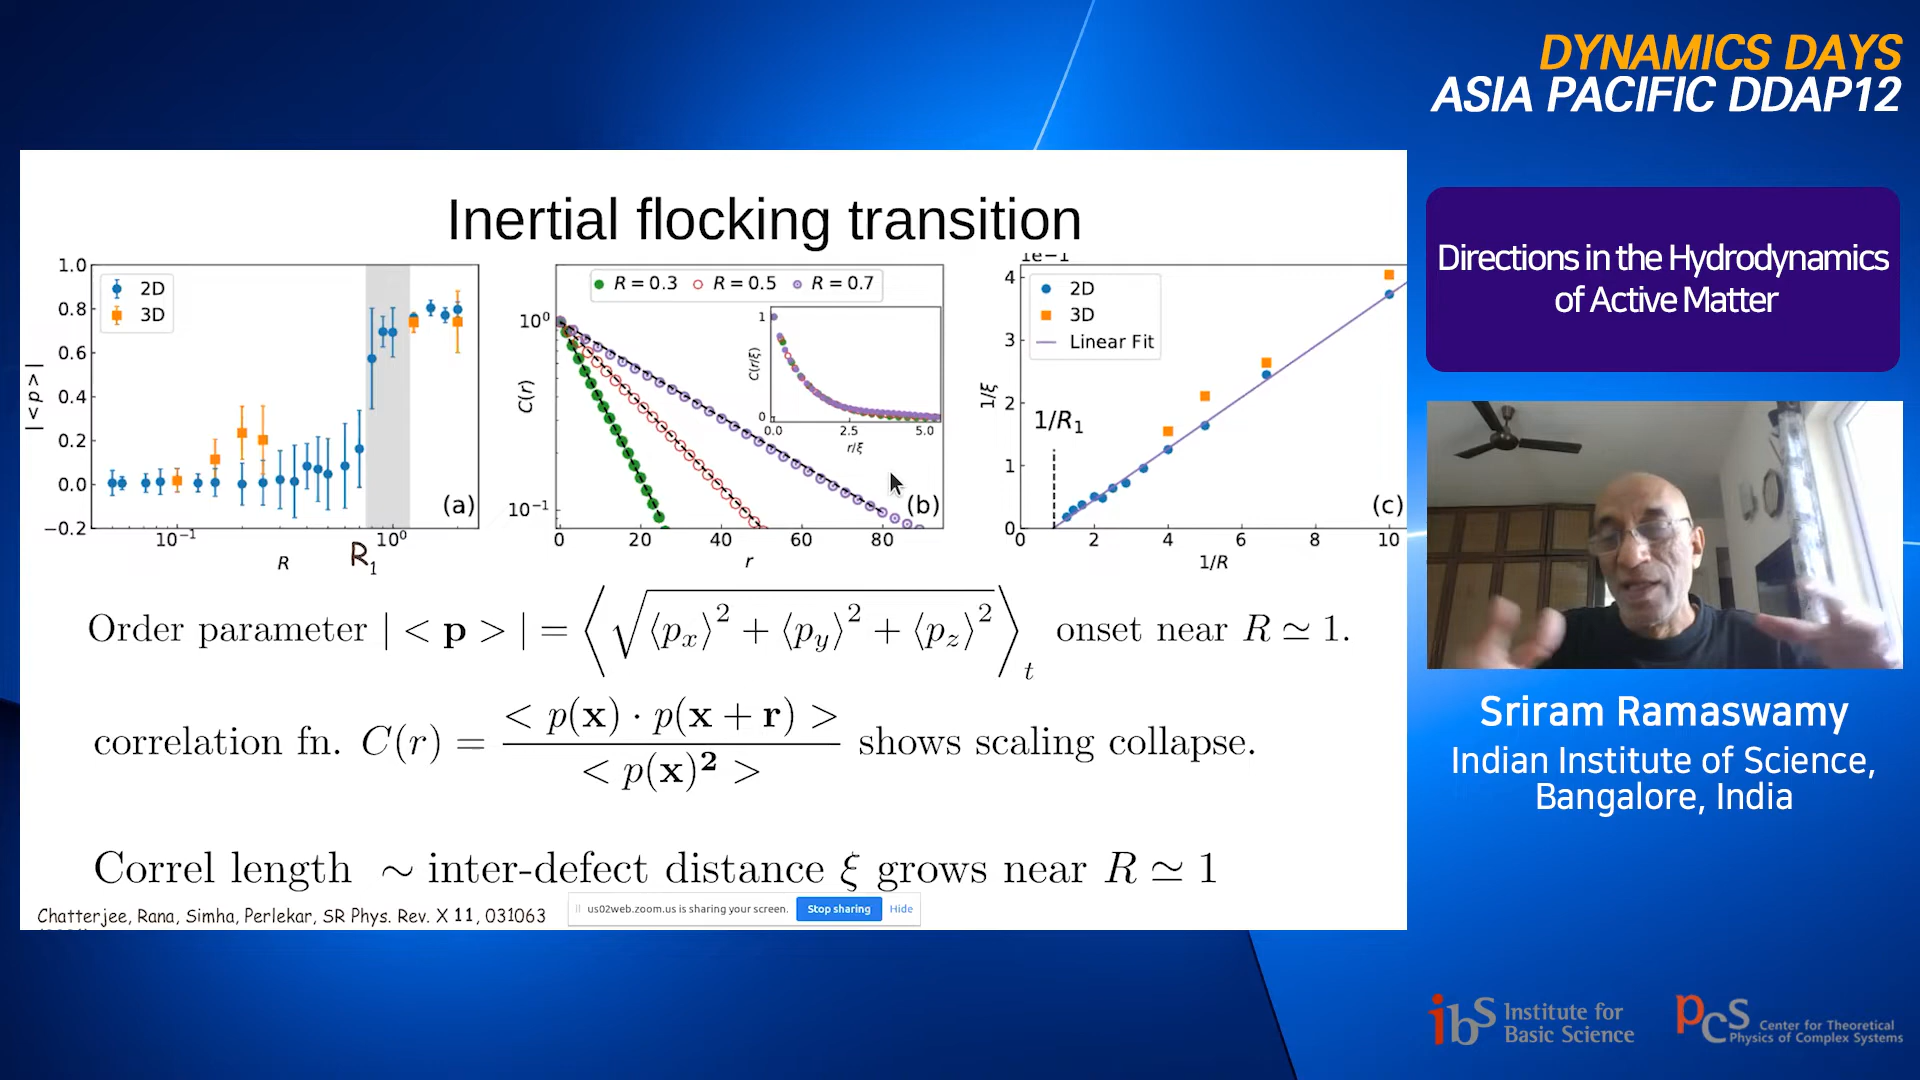 DYNAMICS DAYS
ASIA PACIFIC DDAP12
Directions in the Hydrodynamics
of Active Matter
Inertial flocking transition
1.0
0.8
0.6
0.4
0.2
0.0
−0.2
|<p>|
2D
3D
(a)
10⁻¹
10⁰
R
R₁
R = 0.3 R = 0.5 R = 0.7
10⁰
10⁻¹
C(r)
1
0
C(r/ξ)
0.0 2.5 5.0
r/ξ
(b)
0 20 40 60 80
r
1e−1
4
3
2
1
0
1/ξ
2D
3D
Linear Fit
1/R₁
(c)
0 2 4 6 8 10
1/R
Order parameter | < p > | = ⟨ √⟨pₓ⟩² + ⟨p_y⟩² + ⟨p_z⟩² ⟩ₜ onset near R ≃ 1.
correlation fn. C(r) = < p(x) · p(x + r) > / < p(x)² > shows scaling collapse.
Correl length ∼ inter-defect distance ξ grows near R ≃ 1
Chatterjee, Rana, Simha, Perlekar, SR Phys. Rev. X 11, 031063
us02web.zoom.us is sharing your screen. Stop sharing Hide
Sriram Ramaswamy
Indian Institute of Science,
Bangalore, India
ibS Institute for
Basic Science
PCS Center for Theoretical
Physics of Complex Systems